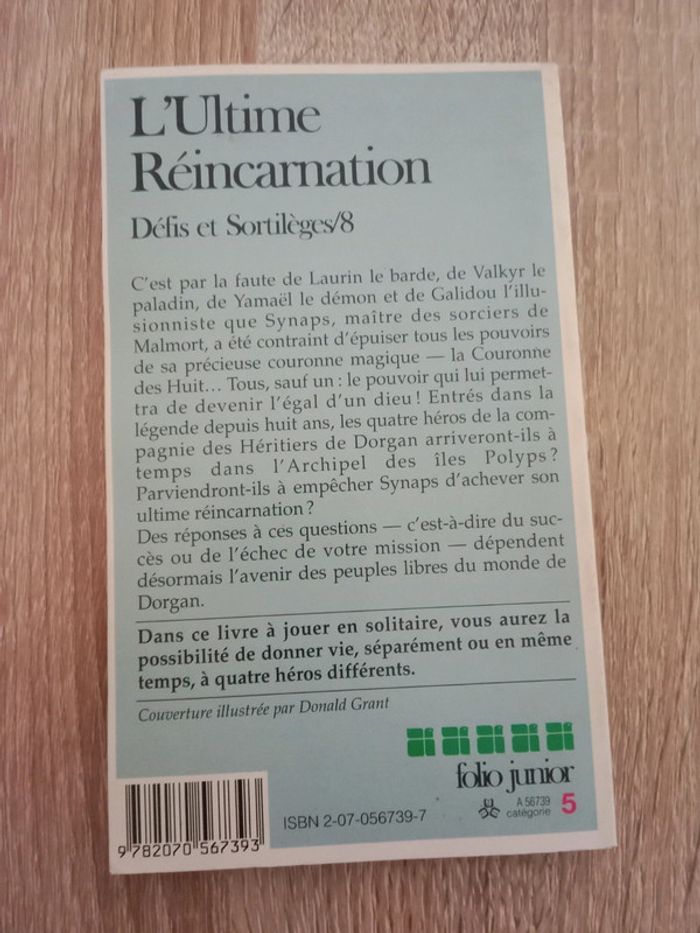 L'Ultime
Réincarnation
Défis et Sortilèges/8
C'est par la faute de Laurin le barde, de Valkyr le
paladin, de Yamaël le démon et de Galidou l'illu-
sionniste que Synaps, maître des sorciers de
Malmort, a été contraint d'épuiser tous les pouvoirs
de sa précieuse couronne magique — la Couronne
des Huit... Tous, sauf un : le pouvoir qui lui permet-
tra de devenir l'égal d'un dieu ! Entrés dans la
légende depuis huit ans, les quatre héros de la com-
pagnie des Héritiers de Dorgan arriveront-ils à
temps dans l'Archipel des îles Polyps ?
Parviendront-ils à empêcher Synaps d'achever son
ultime réincarnation ?
Des réponses à ces questions — c'est-à-dire du suc-
cès ou de l'échec de votre mission — dépendent
désormais l'avenir des peuples libres du monde de
Dorgan.
Dans ce livre à jouer en solitaire, vous aurez la
possibilité de donner vie, séparément ou en même
temps, à quatre héros différents.
Couverture illustrée par Donald Grant
folio junior
A 56739
catégorie 5
ISBN 2-07-056739-7
9 782070 567393